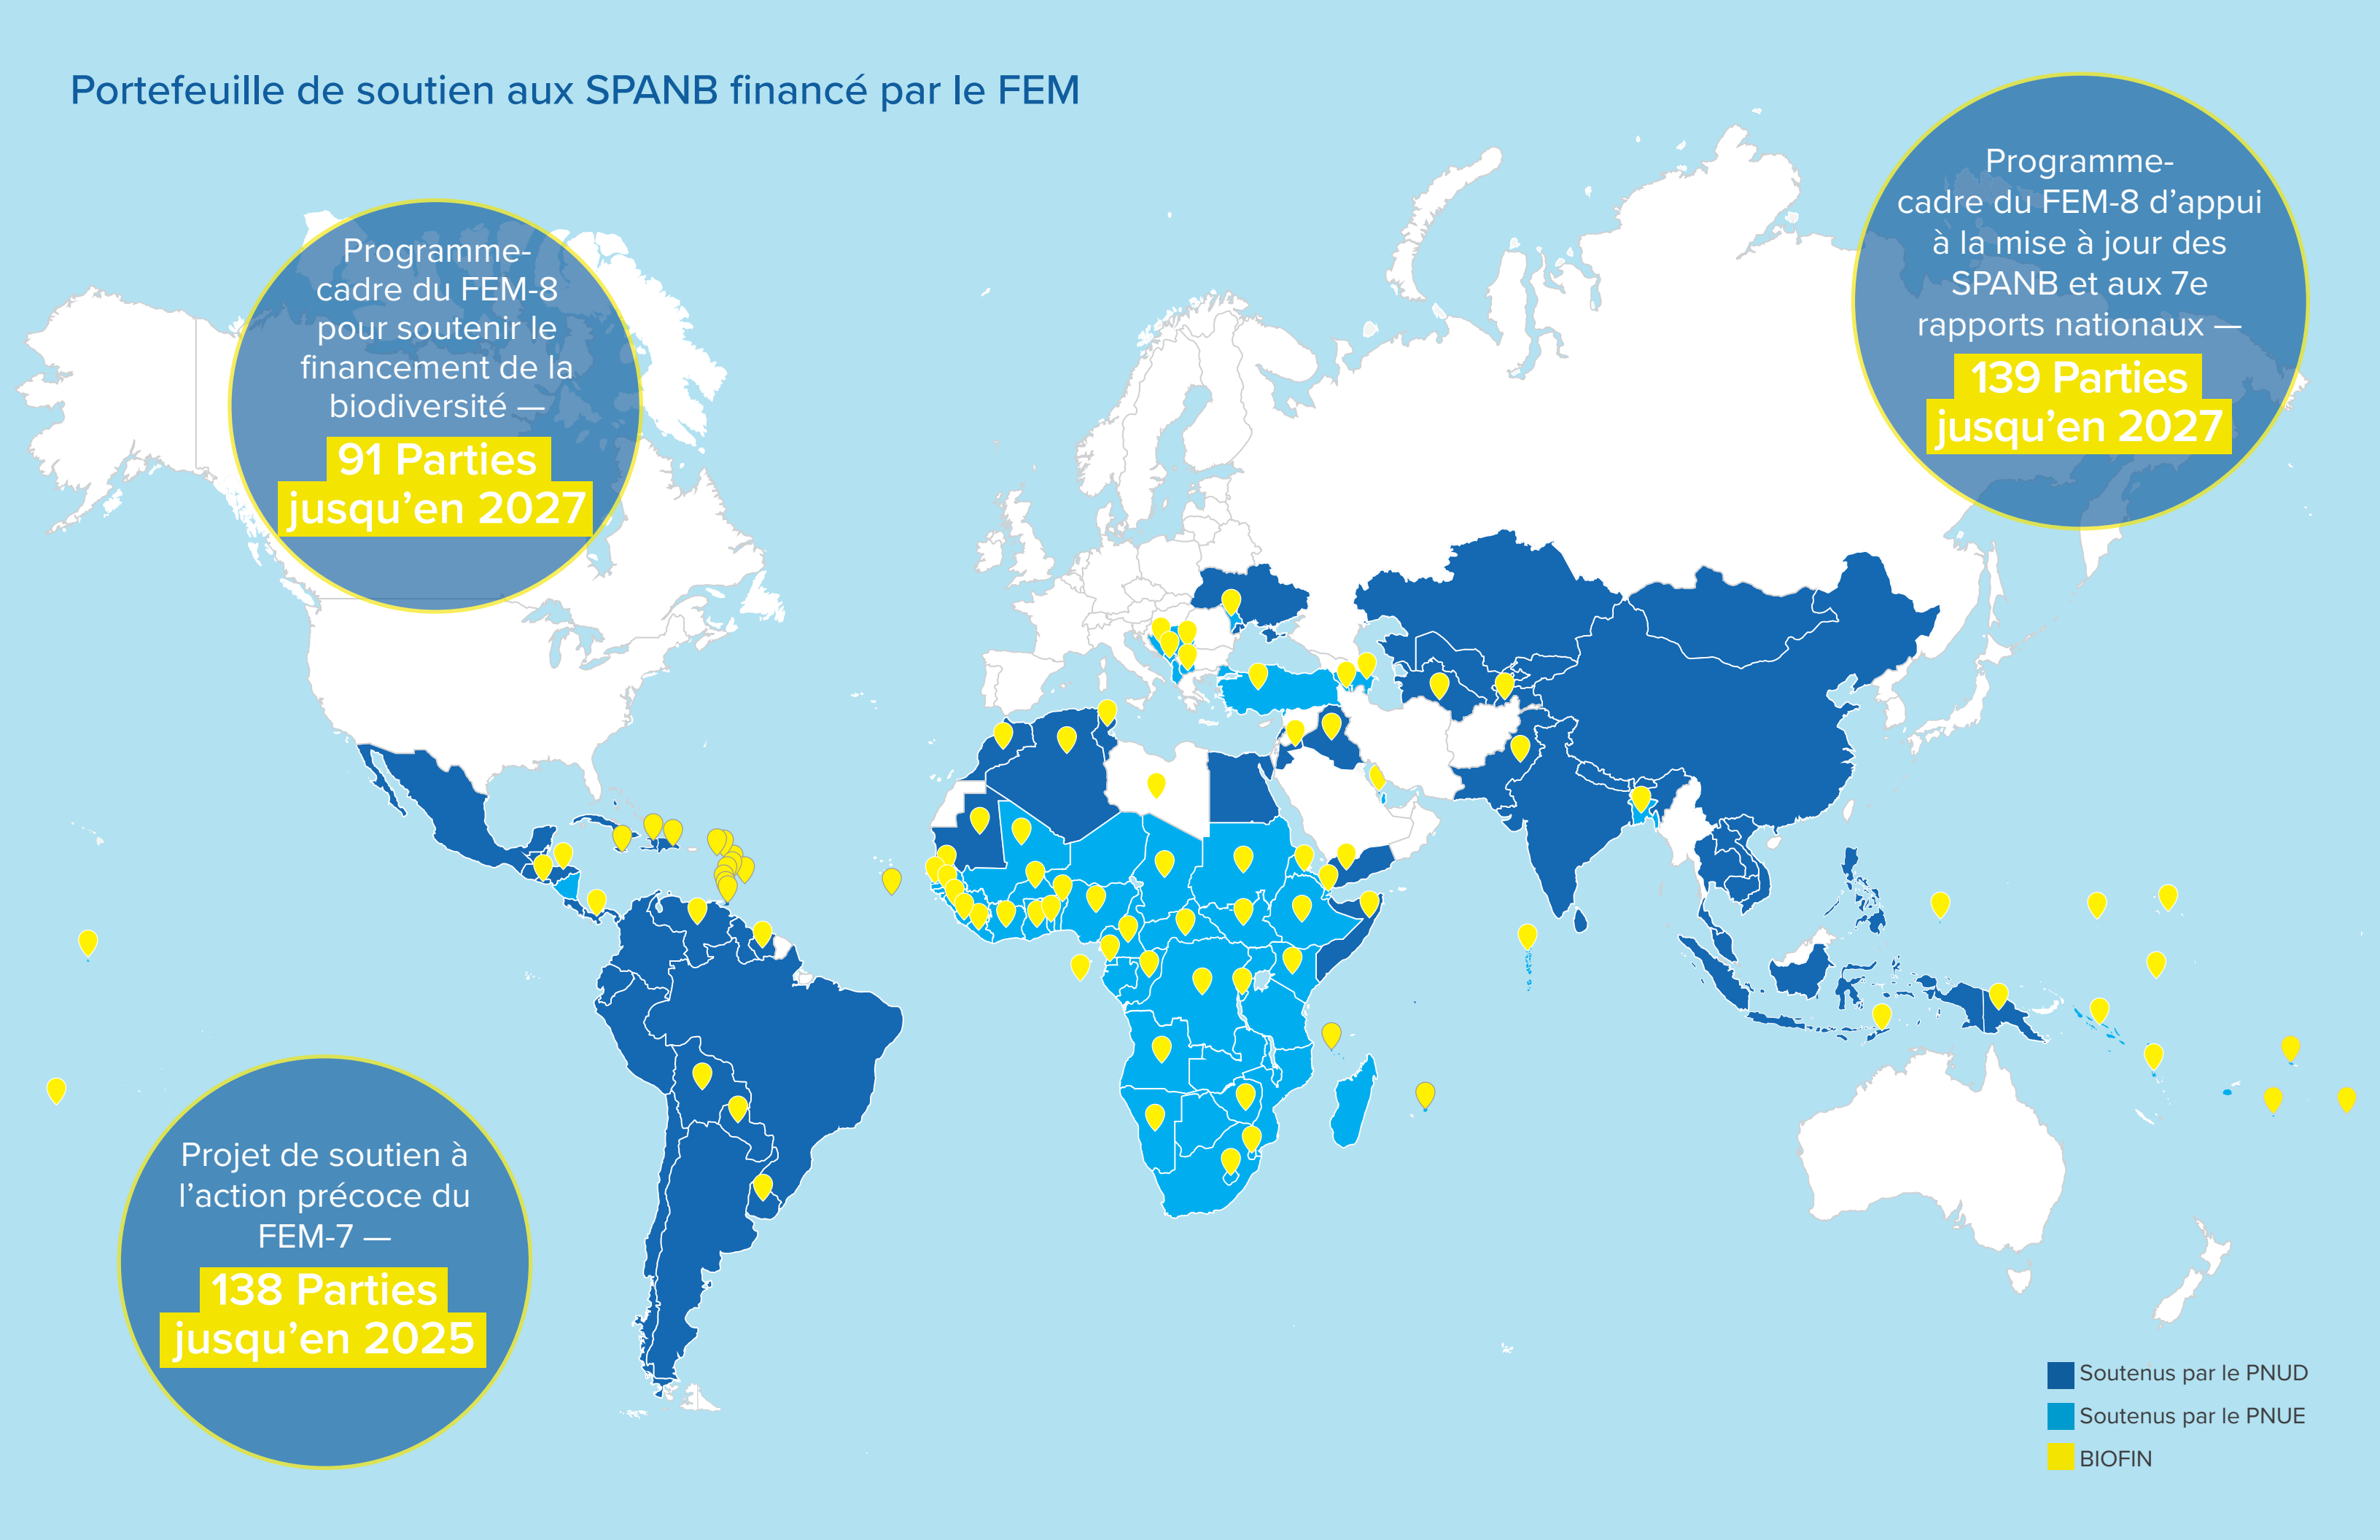 Portefeuille de soutien aux SPANB financé par le FEM
Programme-
cadre du FEM-8
pour soutenir le
financement de la
biodiversité —
91 Parties
jusqu’en 2027
Programme-
cadre du FEM-8 d’appui
à la mise à jour des
SPANB et aux 7e
rapports nationaux —
139 Parties
jusqu’en 2027
Projet de soutien à
l’action précoce du
FEM-7 —
138 Parties
jusqu’en 2025
Soutenus par le PNUD
Soutenus par le PNUE
BIOFIN